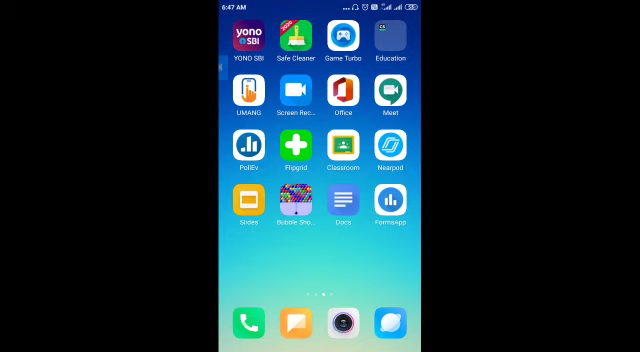 6:47 AM
yono
SBI
2020
YONO SBI
Safe Cleaner
Game Turbo
Education
UMANG
Screen Rec...
Office
Meet
PollEv
Flipgrid
Classroom
Nearpod
Slides
Bubble Sho...
Docs
FormsApp